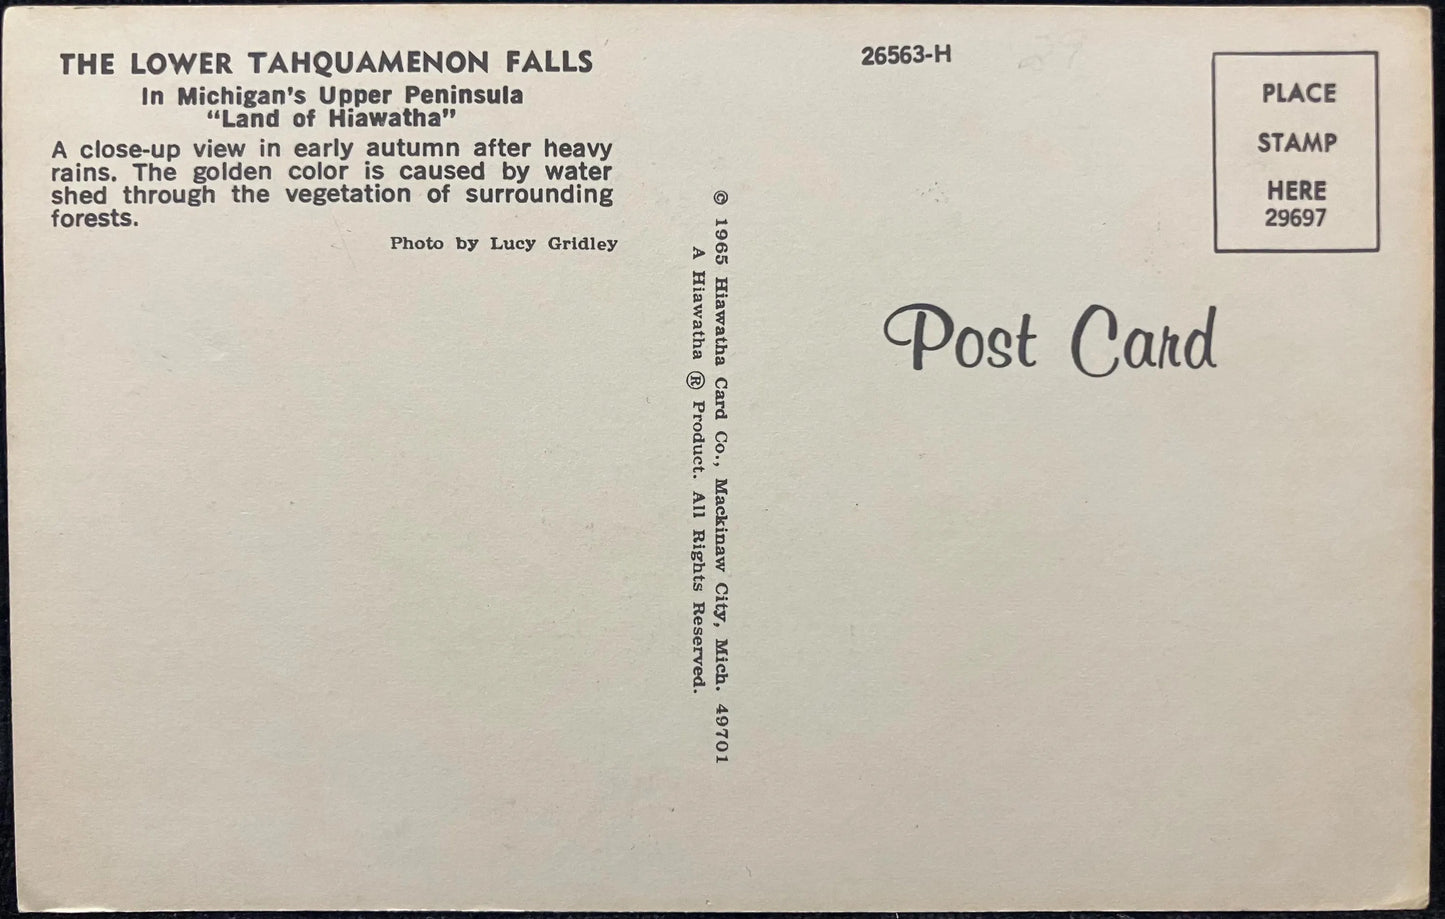 THE LOWER TAHQUAMENON FALLS
In Michigan's Upper Peninsula
“Land of Hiawatha”
A close-up view in early autumn after heavy
rains. The golden color is caused by water
shed through the vegetation of surrounding
forests.
Photo by Lucy Gridley
© 1965 Hiawatha Card Co., Mackinaw City, Mich. 49701
A Hiawatha ® Product. All Rights Reserved.
26563-H
PLACE
STAMP
HERE
29697
Post Card